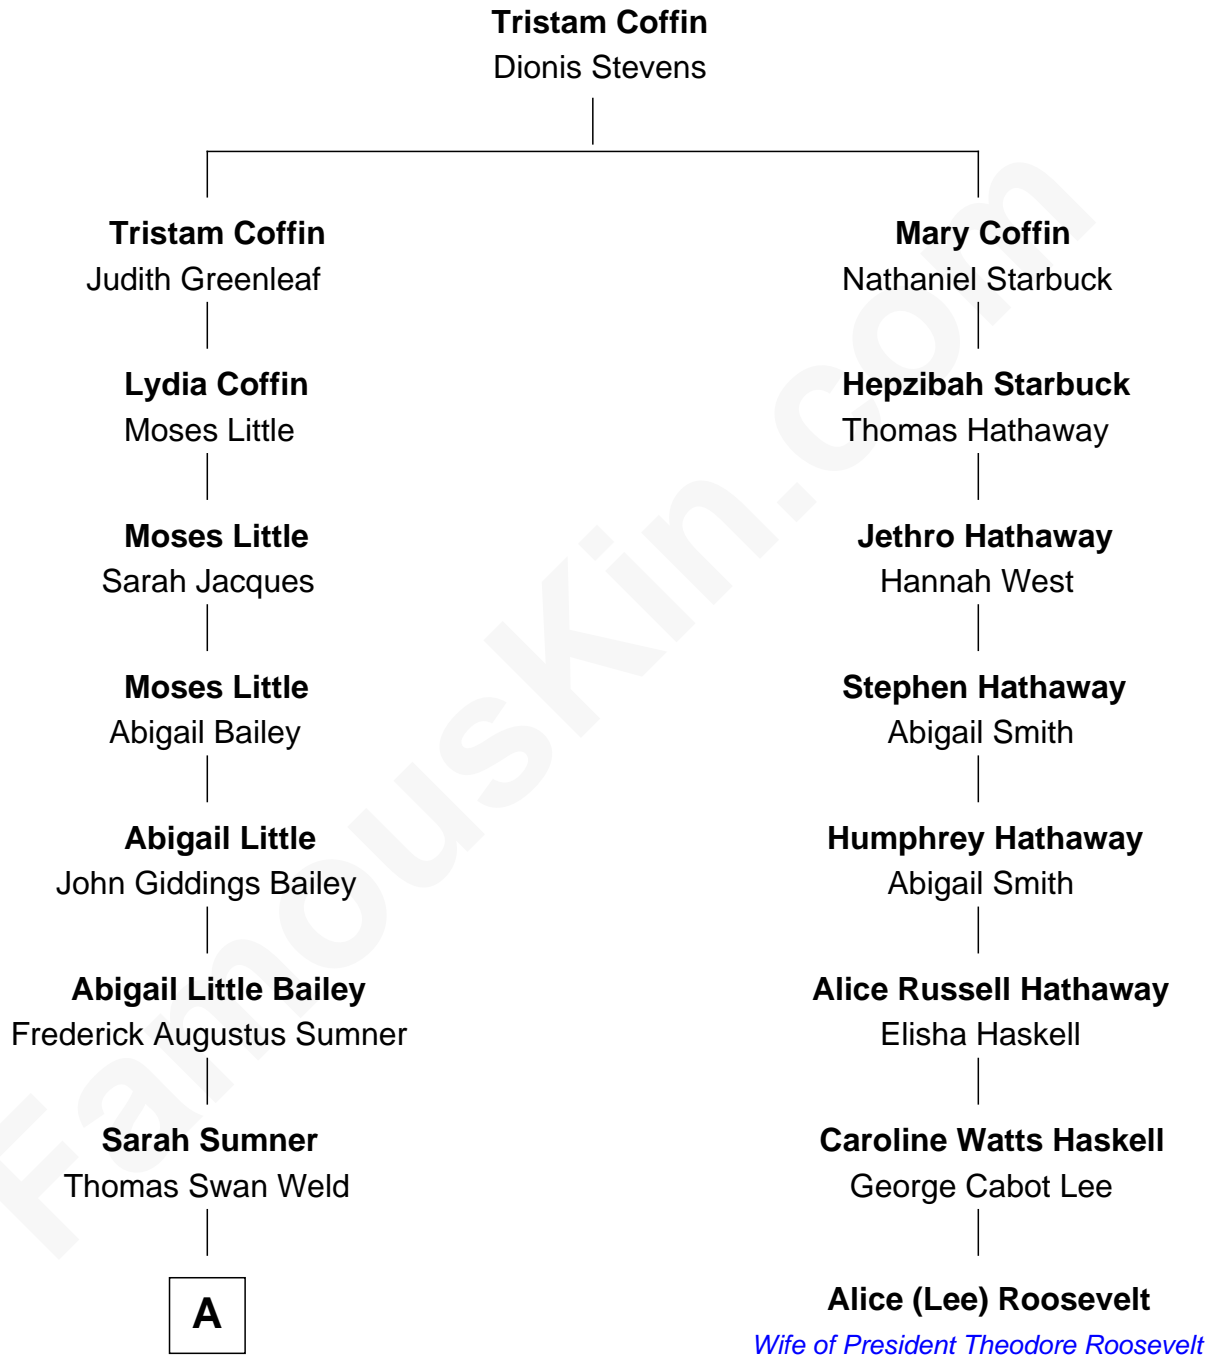 Tristam Coffin
Dionis Stevens
Tristam Coffin
Judith Greenleaf
Mary Coffin
Nathaniel Starbuck
Lydia Coffin
Moses Little
Hepzibah Starbuck
Thomas Hathaway
Moses Little
Sarah Jacques
Jethro Hathaway
Hannah West
Moses Little
Abigail Bailey
Stephen Hathaway
Abigail Smith
Abigail Little
John Giddings Bailey
Humphrey Hathaway
Abigail Smith
Abigail Little Bailey
Frederick Augustus Sumner
Alice Russell Hathaway
Elisha Haskell
Sarah Sumner
Thomas Swan Weld
Caroline Watts Haskell
George Cabot Lee
A
Alice (Lee) Roosevelt
Wife of President Theodore Roosevelt
FamousKin.com